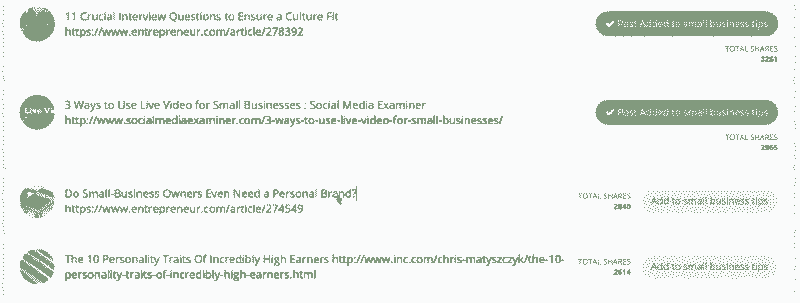 11 Crucial Interview Questions to Ensure a Culture Fit
https://www.entrepreneur.com/article/278392
✔ Post Added to small business tips
TOTAL SHARES
3251
Live Vi
3 Ways to Use Live Video for Small Businesses : Social Media Examiner
http://www.socialmediaexaminer.com/3-ways-to-use-live-video-for-small-businesses/
✔ Post Added to small business tips
TOTAL SHARES
2965
Do Small-Business Owners Even Need a Personal Brand?
https://www.entrepreneur.com/article/274549
TOTAL SHARES
2840
Add to small business tips
The 10 Personality Traits Of Incredibly High Earners http://www.inc.com/chris-matyszczyk/the-10-
personality-traits-of-incredibly-high-earners.html
TOTAL SHARES
2614
Add to small business tips